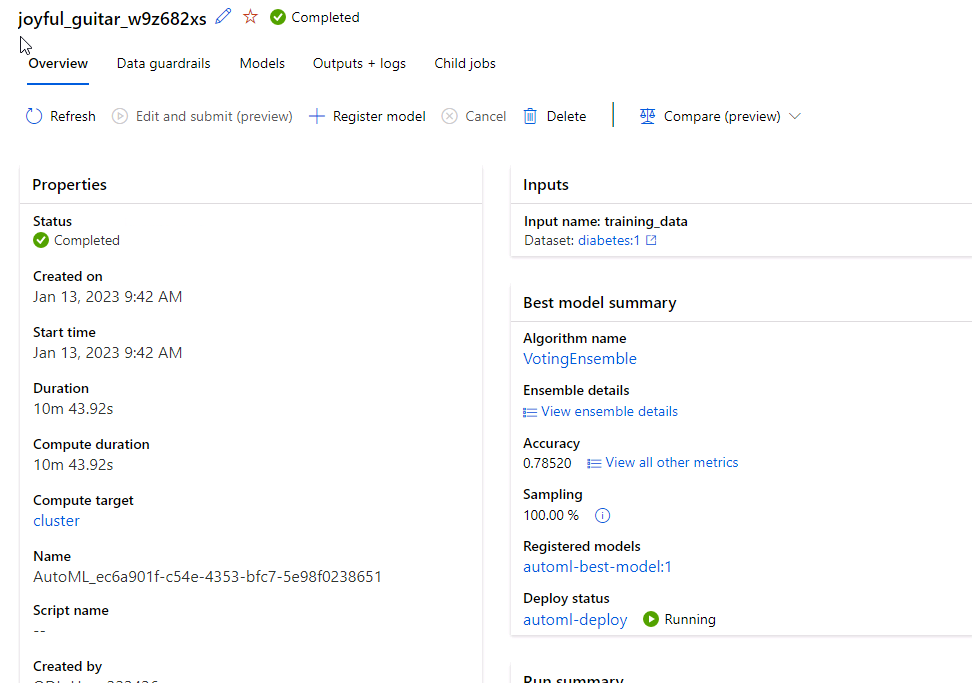 joyful_guitar_w9z682xs Completed
Overview Data guardrails Models Outputs + logs Child jobs
Refresh Edit and submit (preview) Register model Cancel Delete Compare (preview)
Properties
Status
Completed
Created on
Jan 13, 2023 9:42 AM
Start time
Jan 13, 2023 9:42 AM
Duration
10m 43.92s
Compute duration
10m 43.92s
Compute target
cluster
Name
AutoML_ec6a901f-c54e-4353-bfc7-5e98f0238651
Script name
--
Created by
Inputs
Input name: training_data
Dataset: diabetes:1
Best model summary
Algorithm name
VotingEnsemble
Ensemble details
View ensemble details
Accuracy
0.78520 View all other metrics
Sampling
100.00 %
Registered models
automl-best-model:1
Deploy status
automl-deploy Running
Run summary